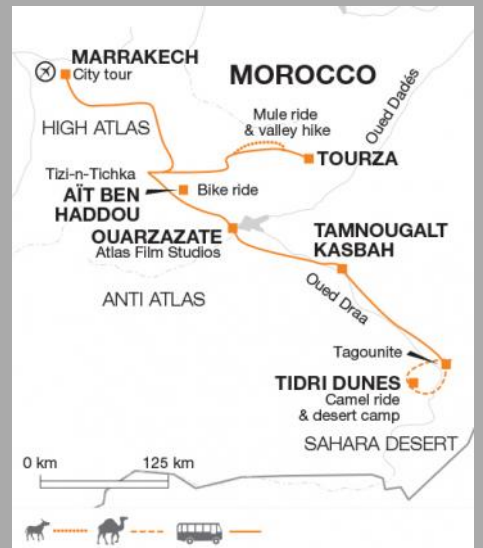 MARRAKECH
City tour
MOROCCO
Oued Dadés
Mule ride
& valley hike
HIGH ATLAS
TOURZA
Tizi-n-Tichka
AÏT BEN
HADDOU
Bike ride
OUARZAZATE
Atlas Film Studios
TAMNOUGALT
KASBAH
ANTI ATLAS
Oued Draa
Tagounite
TIDRI DUNES
Camel ride
& desert camp
SAHARA DESERT
0 km
125 km